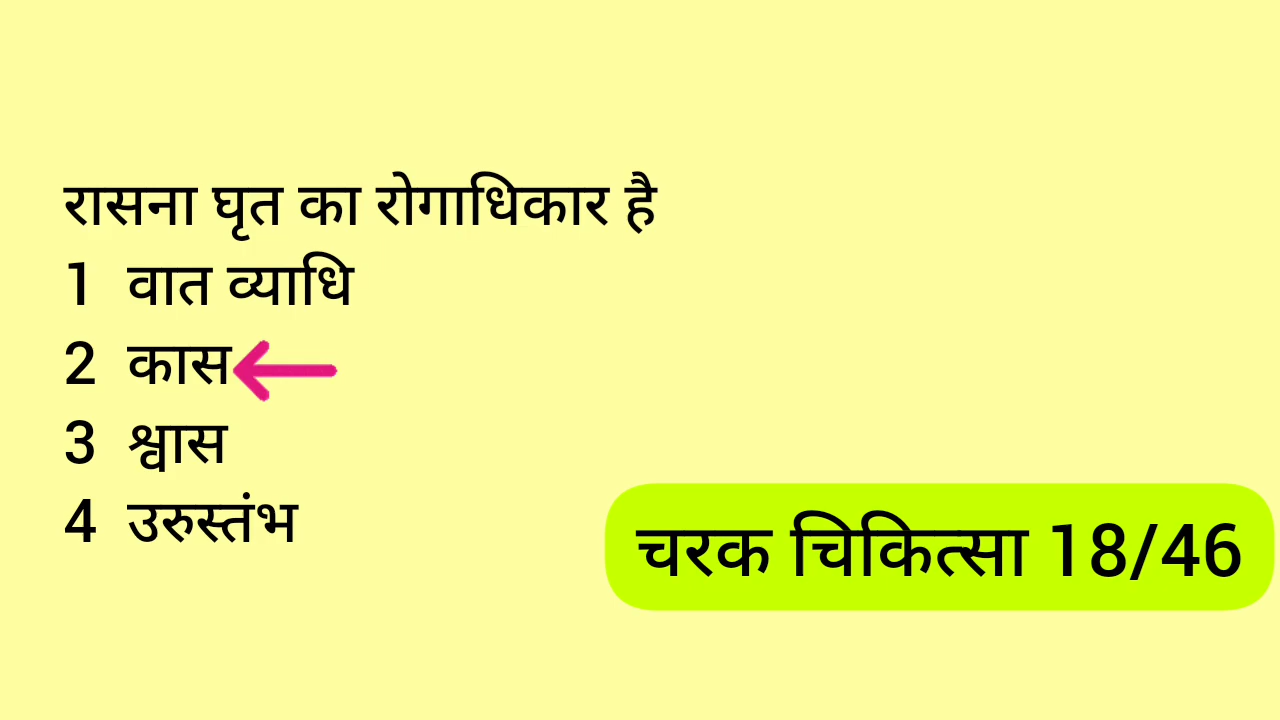 रासना घृत का रोगाधिकार है
1 वात व्याधि
2 कास
3 श्वास
4 उरुस्तंभ
चरक चिकित्सा 18/46